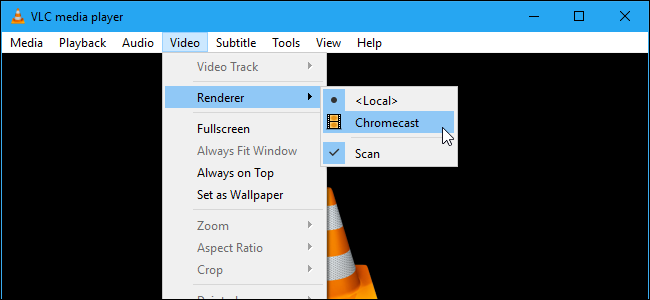 VLC media player
Media Playback Audio Video Subtitle Tools View Help
Video Track
Renderer
<Local>
Chromecast
Scan
Fullscreen
Always Fit Window
Always on Top
Set as Wallpaper
Zoom
Aspect Ratio
Crop